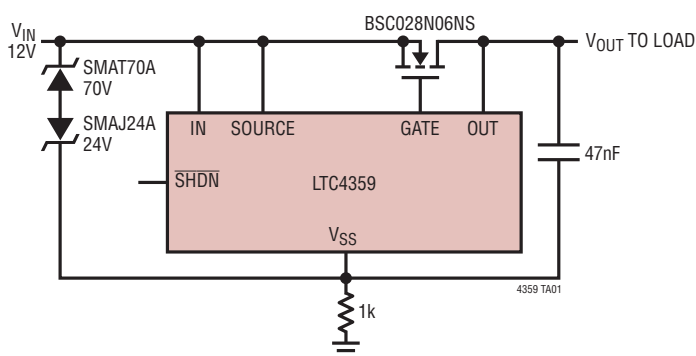 BSC028N06NS
VIN
12V
VOUT TO LOAD
SMAT70A
70V
SMAJ24A
24V
IN SOURCE GATE OUT
47nF
SHDN
LTC4359
VSS
4359 TA01
1k